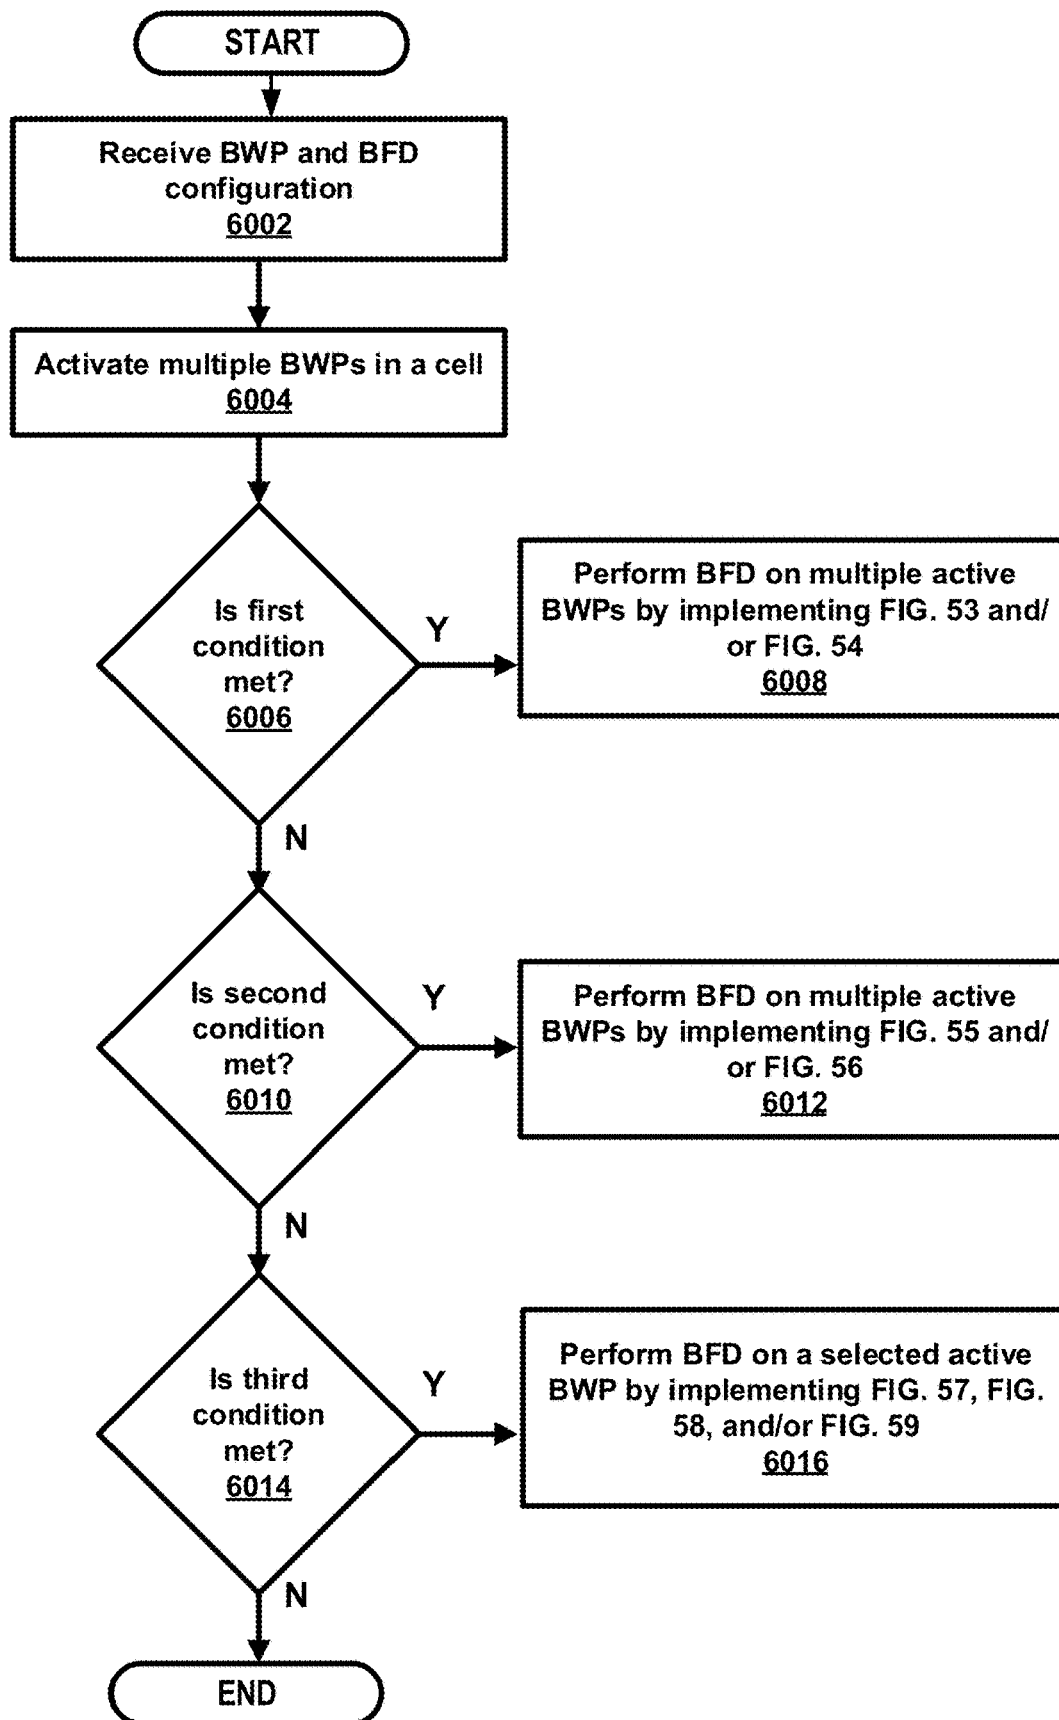 START
Receive BWP and BFD
configuration
6002
Activate multiple BWPs in a cell
6004
Is first
condition
met?
6006
Y
Perform BFD on multiple active
BWPs by implementing FIG. 53 and/
or FIG. 54
6008
N
Is second
condition
met?
6010
Y
Perform BFD on multiple active
BWPs by implementing FIG. 55 and/
or FIG. 56
6012
N
Is third
condition
met?
6014
Y
Perform BFD on a selected active
BWP by implementing FIG. 57, FIG.
58, and/or FIG. 59
6016
N
END